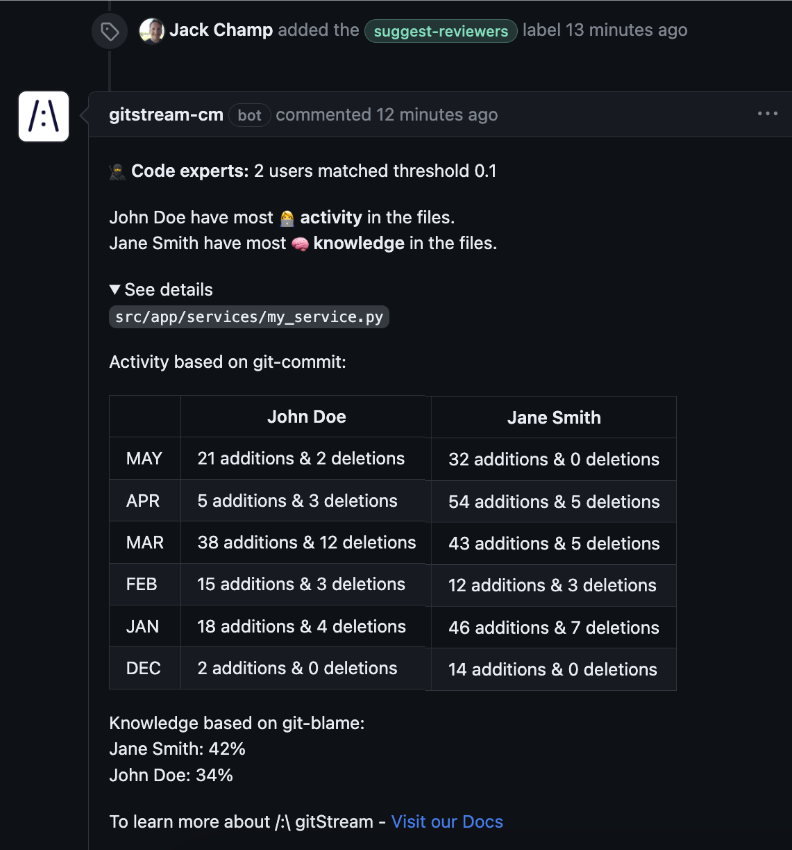 Jack Champ added the suggest-reviewers label 13 minutes ago
/:\
gitstream-cm bot commented 12 minutes ago
Code experts: 2 users matched threshold 0.1
John Doe have most activity in the files.
Jane Smith have most knowledge in the files.
▼ See details
src/app/services/my_service.py
Activity based on git-commit:
John Doe Jane Smith
MAY 21 additions & 2 deletions 32 additions & 0 deletions
APR 5 additions & 3 deletions 54 additions & 5 deletions
MAR 38 additions & 12 deletions 43 additions & 5 deletions
FEB 15 additions & 3 deletions 12 additions & 3 deletions
JAN 18 additions & 4 deletions 46 additions & 7 deletions
DEC 2 additions & 0 deletions 14 additions & 0 deletions
Knowledge based on git-blame:
Jane Smith: 42%
John Doe: 34%
To learn more about /:\ gitStream - Visit our Docs